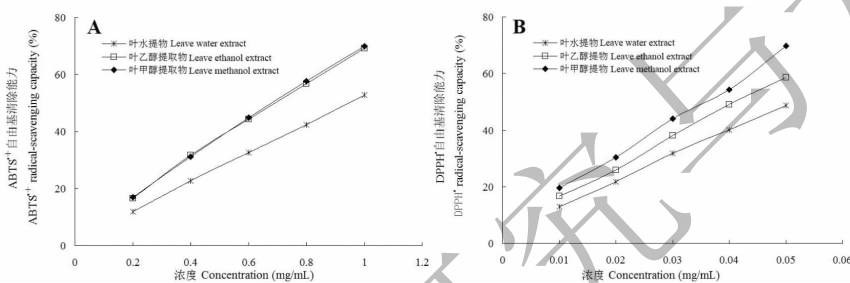 A
叶水提物 Leave water extract
叶乙醇提取物 Leave ethanol extract
叶甲醇提取物 Leave methanol extract
ABTS·+自由基清除能力
ABTS·+ radical-scavenging capacity (%)
80
60
40
20
0
0 0.2 0.4 0.6 0.8 1 1.2
浓度 Concentration (mg/mL)
B
叶水提物 Leave water extract
叶乙醇提物 Leave ethanol extract
叶甲醇提物 Leave methanol extract
DPPH·自由基清除能力
DPPH· radical-scavenging capacity (%)
80
60
40
20
0
0 0.01 0.02 0.03 0.04 0.05 0.06
浓度 Concentration (mg/mL)